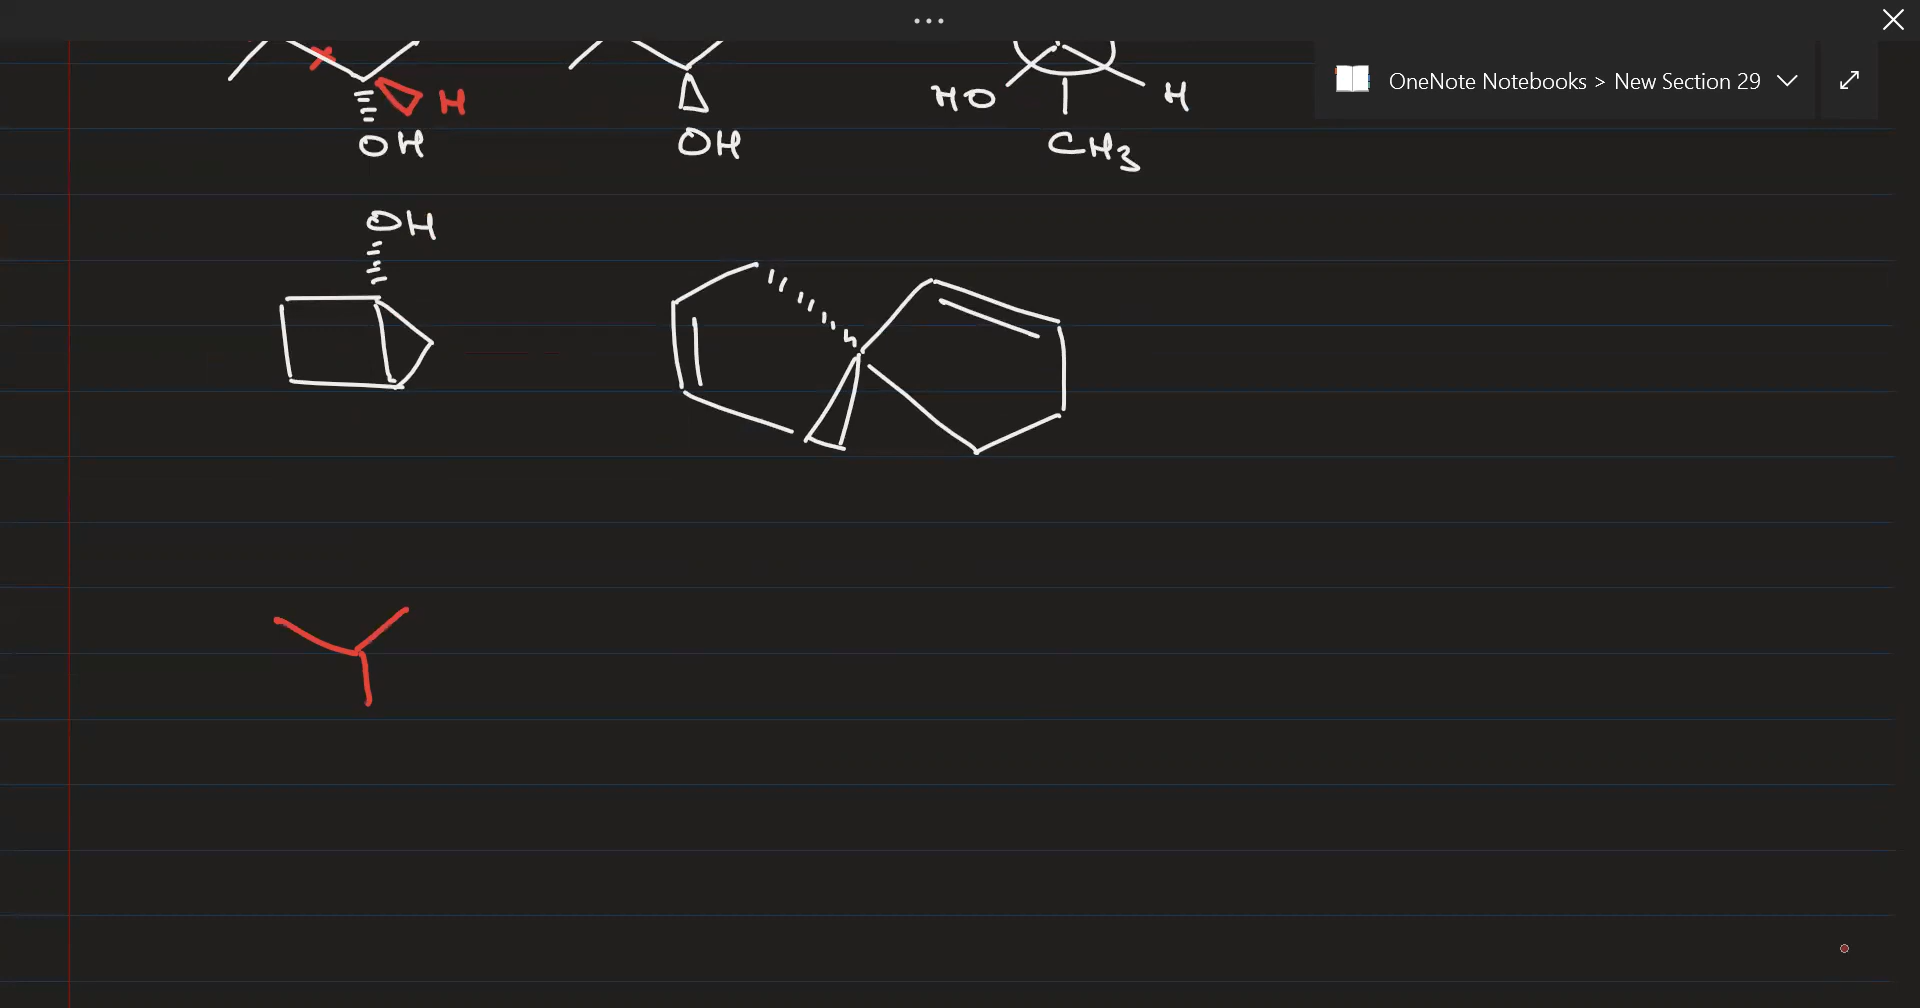 ...
OneNote Notebooks > New Section 29
H
HO
H
OH
OH
CH3
OH